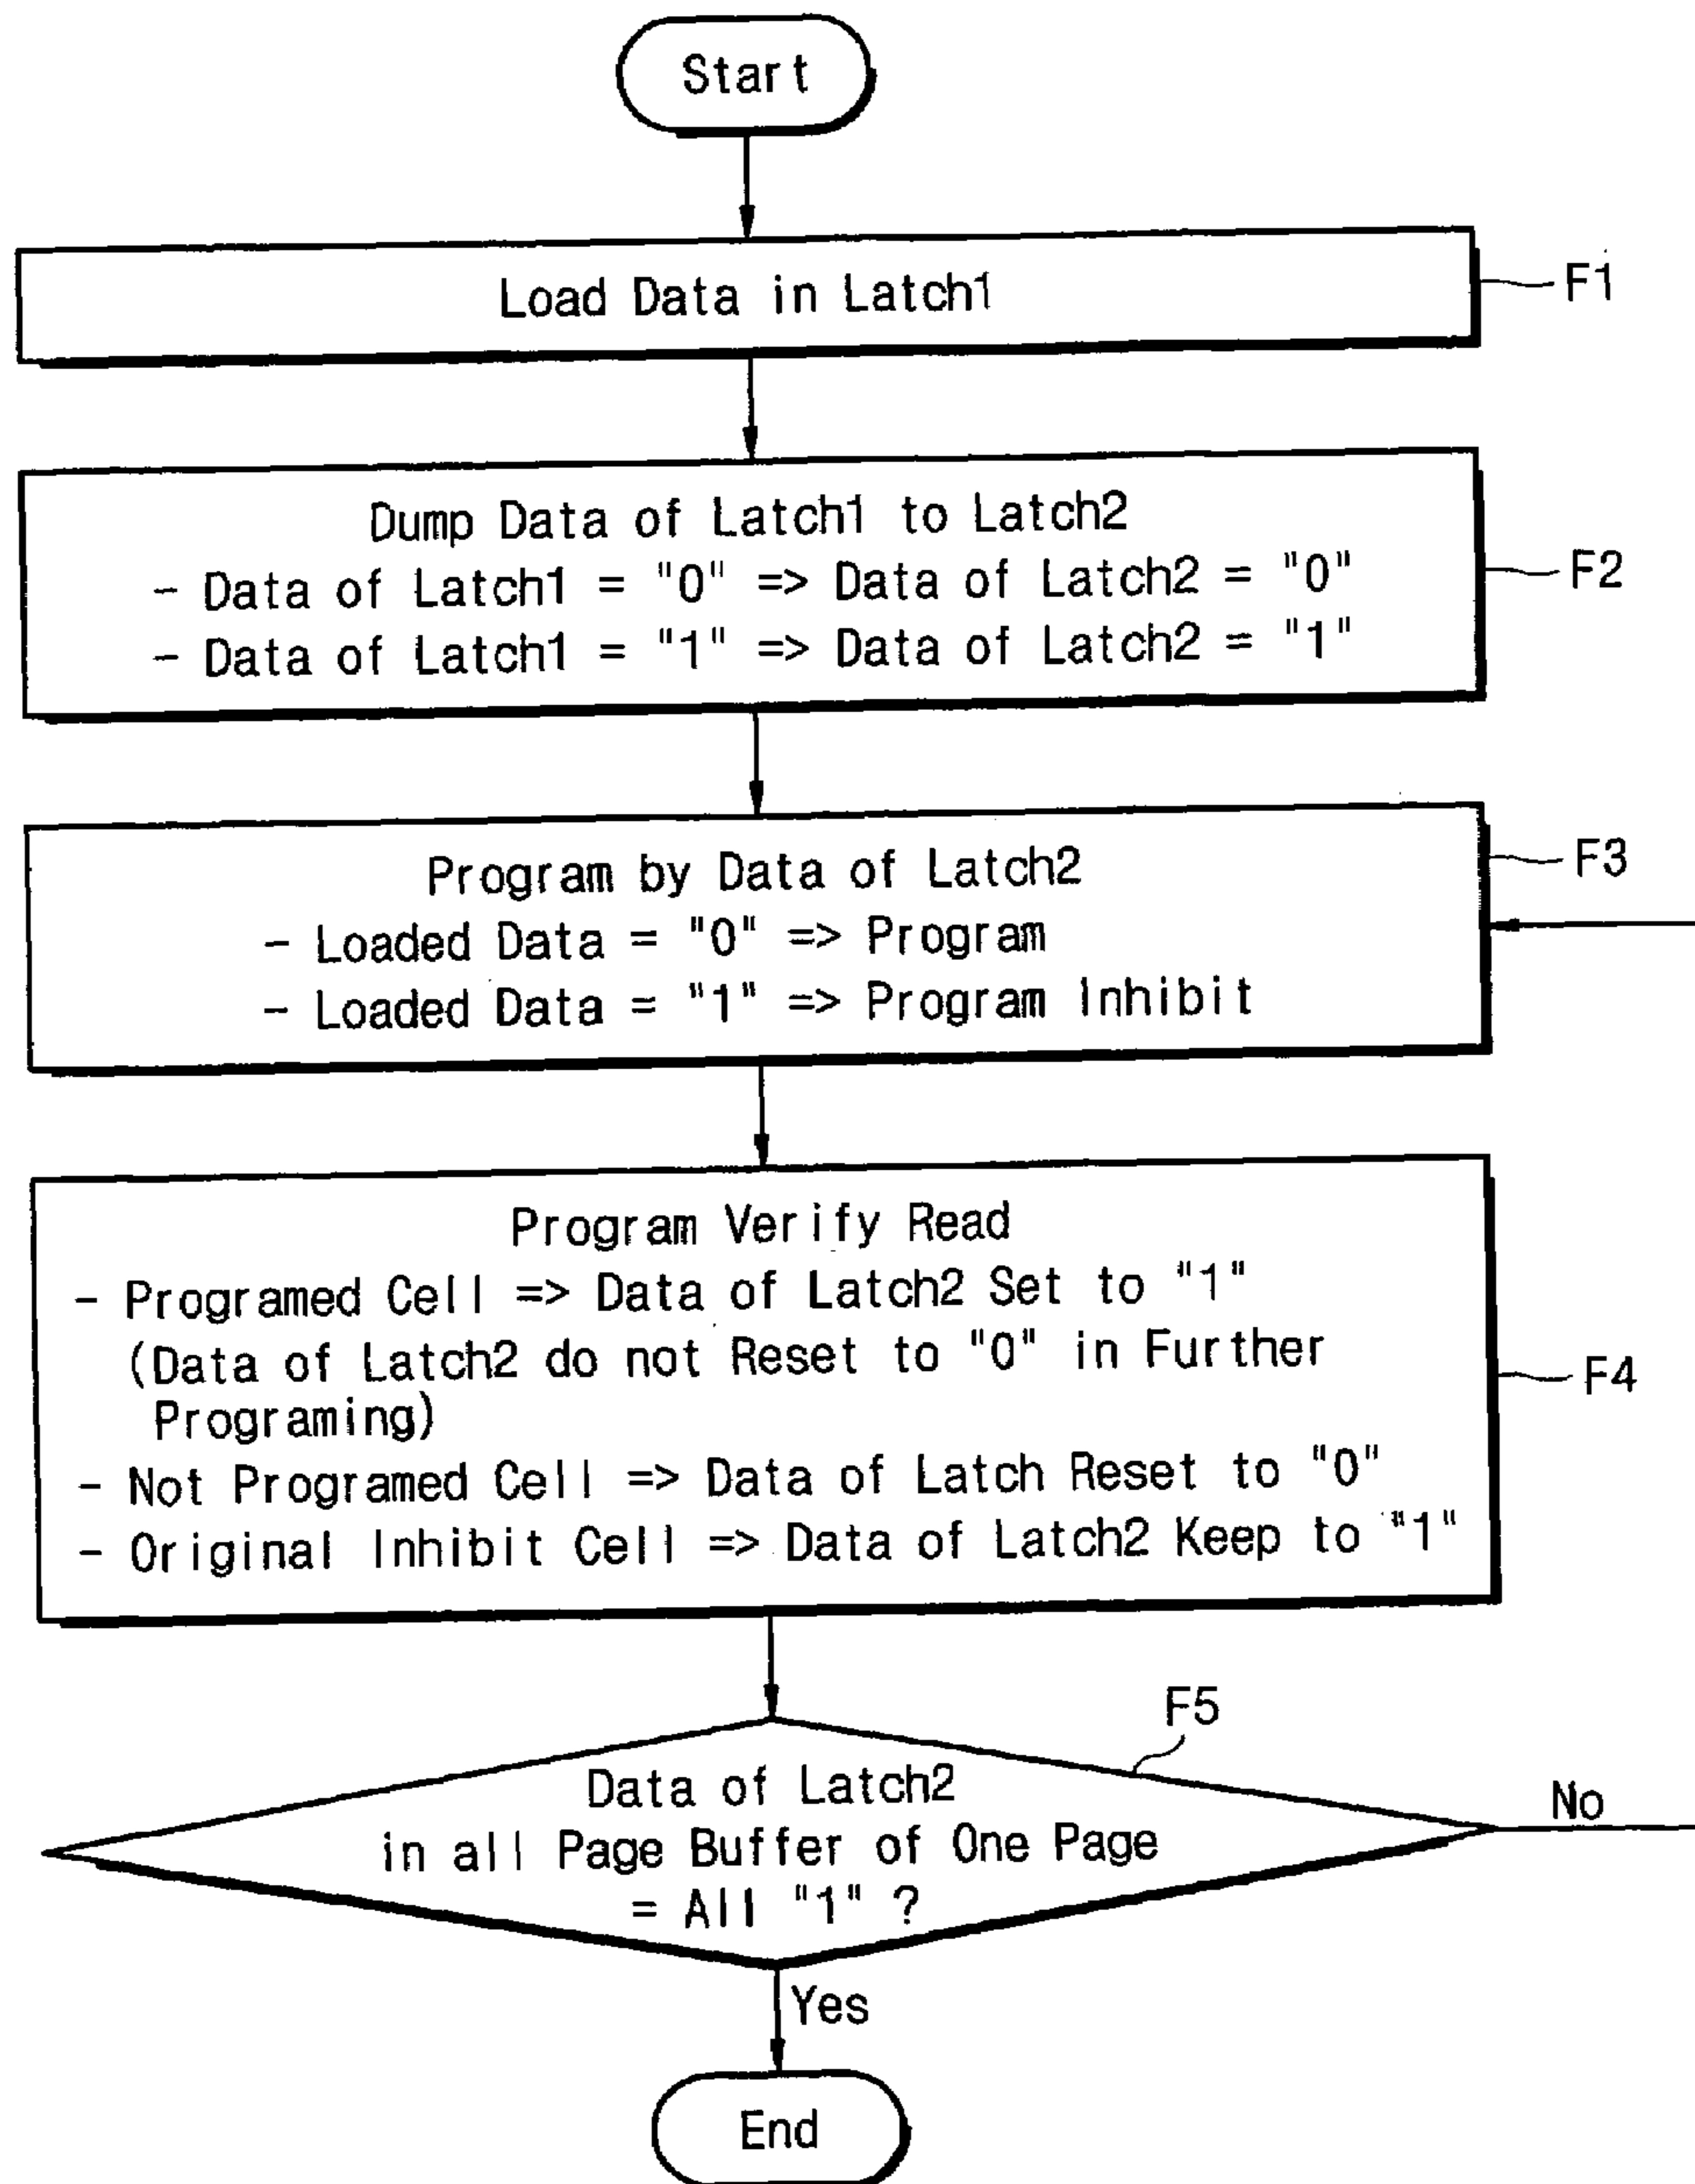 Start
Load Data in Latch1
F1
Dump Data of Latch1 to Latch2
- Data of Latch1 = "0" => Data of Latch2 = "0"
- Data of Latch1 = "1" => Data of Latch2 = "1"
F2
Program by Data of Latch2
- Loaded Data = "0" => Program
- Loaded Data = "1" => Program Inhibit
F3
Program Verify Read
- Programed Cell => Data of Latch2 Set to "1"
(Data of Latch2 do not Reset to "0" in Further
Programing)
- Not Programed Cell => Data of Latch Reset to "0"
- Original Inhibit Cell => Data of Latch2 Keep to "1"
F4
F5
Data of Latch2
in all Page Buffer of One Page
= All "1" ?
No
Yes
End